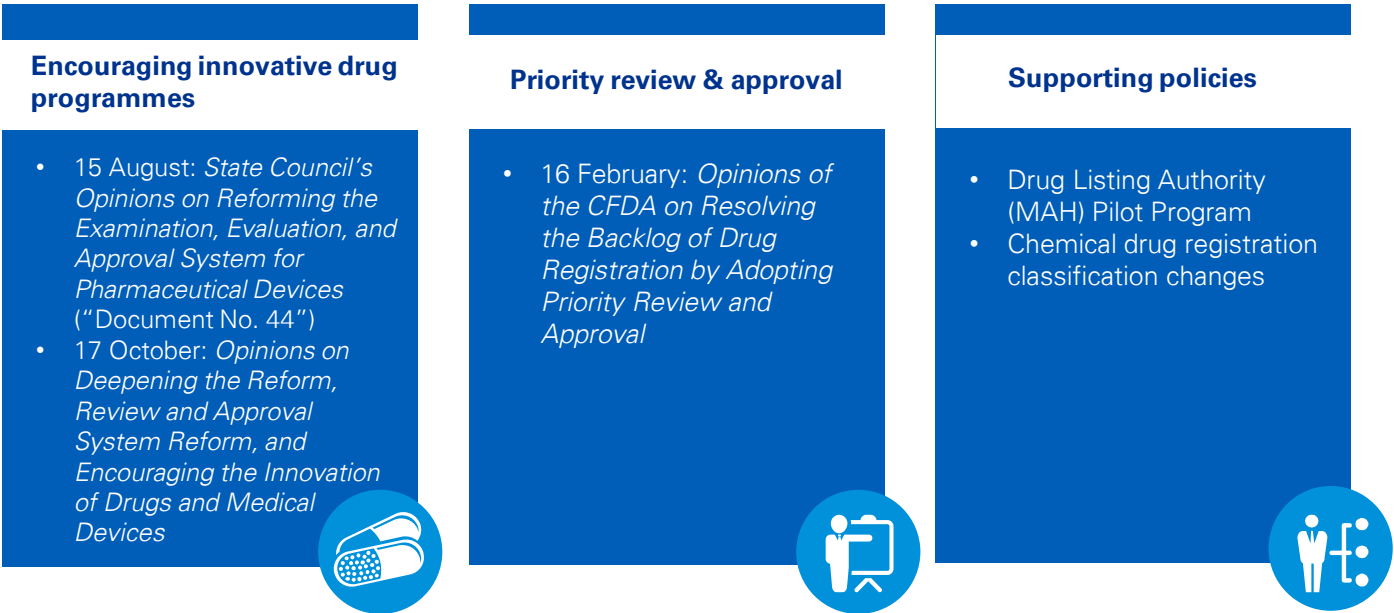 Encouraging innovative drug
programmes
• 15 August: State Council’s
Opinions on Reforming the
Examination, Evaluation, and
Approval System for
Pharmaceutical Devices
(“Document No. 44”)
• 17 October: Opinions on
Deepening the Reform,
Review and Approval
System Reform, and
Encouraging the Innovation
of Drugs and Medical
Devices
Priority review & approval
• 16 February: Opinions of
the CFDA on Resolving
the Backlog of Drug
Registration by Adopting
Priority Review and
Approval
Supporting policies
• Drug Listing Authority
(MAH) Pilot Program
• Chemical drug registration
classification changes